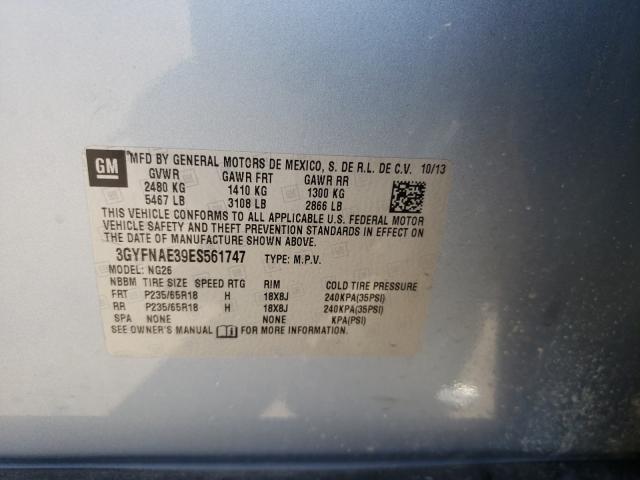 GM MFD BY GENERAL MOTORS DE MEXICO, S. DE R.L. DE C.V. 10/13
GVWR GAWR FRT GAWR RR
2480 KG 1410 KG 1300 KG
5467 LB 3108 LB 2866 LB
THIS VEHICLE CONFORMS TO ALL APPLICABLE U.S. FEDERAL MOTOR
VEHICLE SAFETY AND THEFT PREVENTION STANDARDS IN EFFECT ON
THE DATE OF MANUFACTURE SHOWN ABOVE.
3GYFNAE39ES561747 TYPE: M.P.V.
MODEL: NG26
NBBM TIRE SIZE SPEED RTG RIM COLD TIRE PRESSURE
FRT P235/65R18 H 18X8J 240KPA(35PSI)
RR P235/65R18 H 18X8J 240KPA(35PSI)
SPA NONE NONE KPA(PSI)
SEE OWNER'S MANUAL FOR MORE INFORMATION.